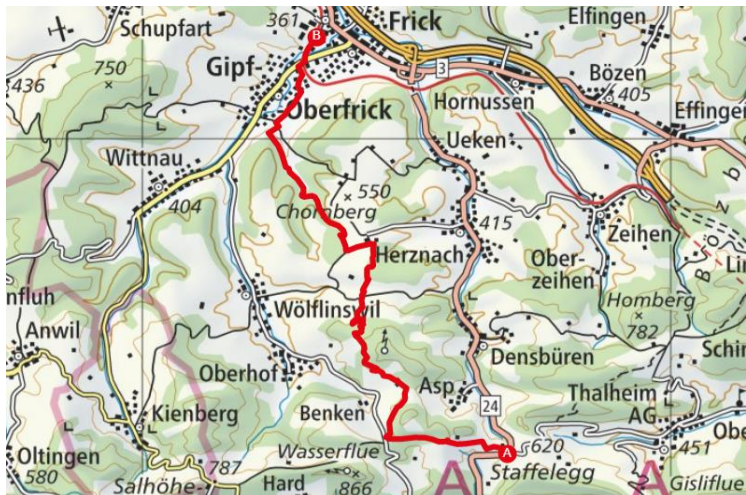 361
B
Frick
Elfingen
Schupfart
Gipf-
Oberfrick
3
Bözen
405
750
436
Hornussen
Effingen
Ueken
Wittnau
404
550
Chornberg
415
Zeihen
Herznach
Ober-
zeihen
Homberg
782
Wölflinswil
Anwil
Densbüren
Oberhof
Asp
24
Thalheim
AG
Kienberg
Benken
451
620
A
Staffelegg
Oltingen
580
Wasserflue
866
787
Salhöhe
Hard
A
A
Gisliflue